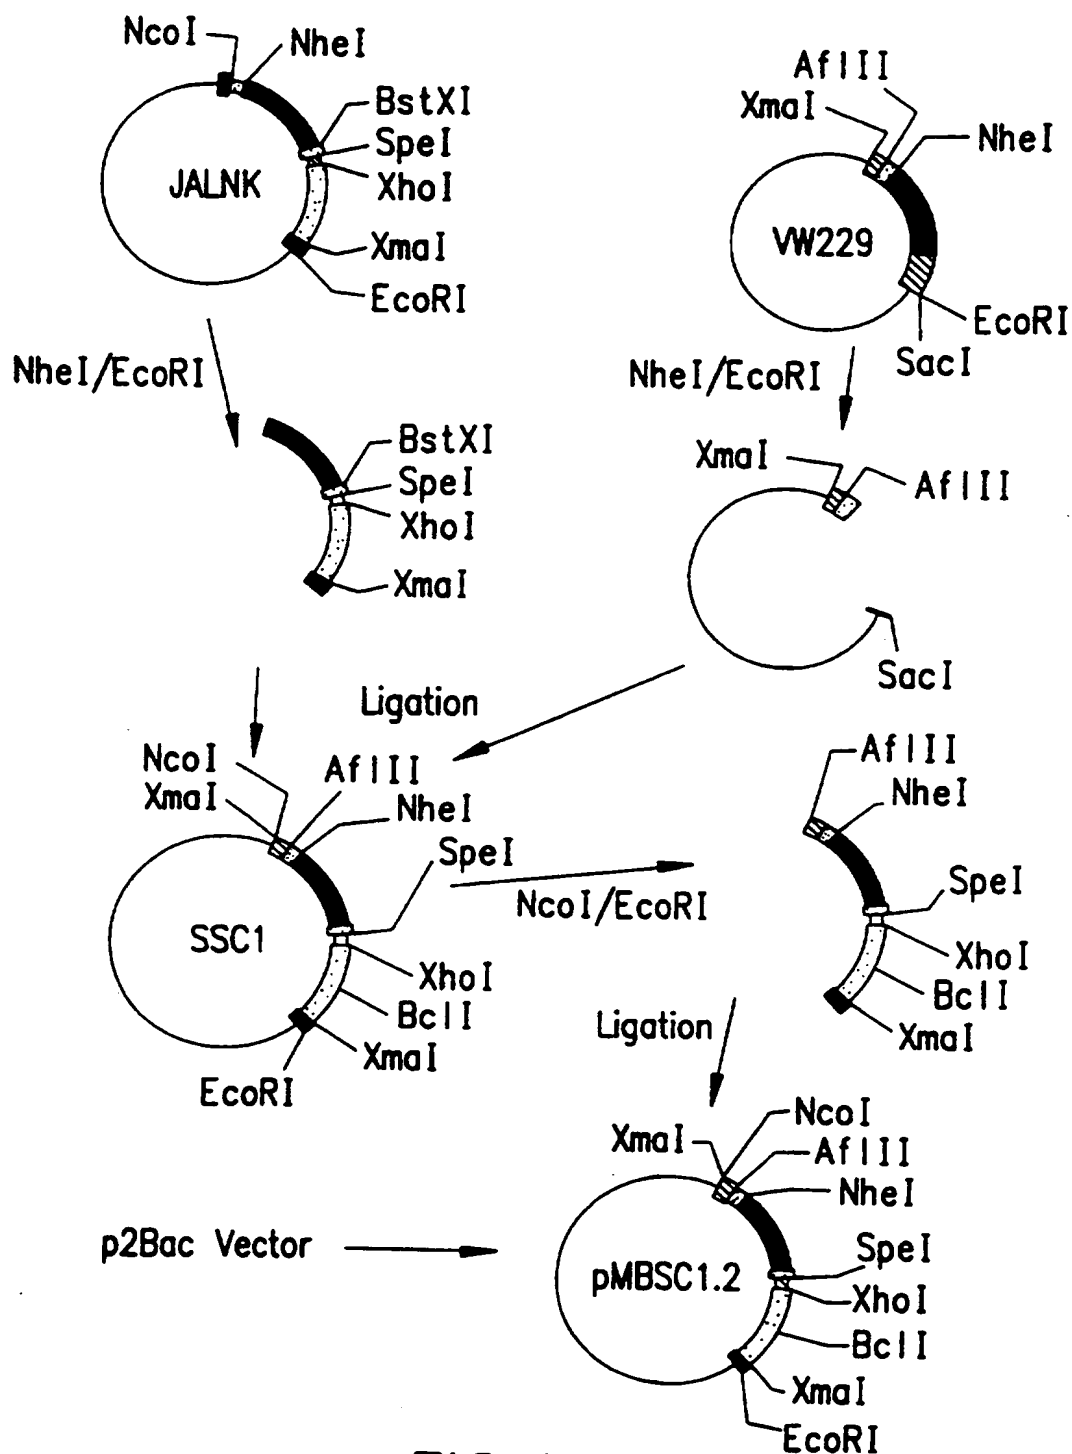 NcoI
NheI
BstXI
SpeI
XhoI
JALNK
XmaI
EcoRI
AflII
XmaI
NheI
VW229
EcoRI
SacI
NheI/EcoRI
NheI/EcoRI
BstXI
SpeI
XhoI
XmaI
XmaI
AflII
SacI
Ligation
NcoI
XmaI
AflII
NheI
SpeI
SSC1
XhoI
BclI
XmaI
EcoRI
NcoI/EcoRI
AflII
NheI
SpeI
XhoI
BclI
XmaI
Ligation
p2Bac Vector
XmaI
NcoI
AflII
NheI
SpeI
pMBSC1.2
XhoI
BclI
XmaI
EcoRI